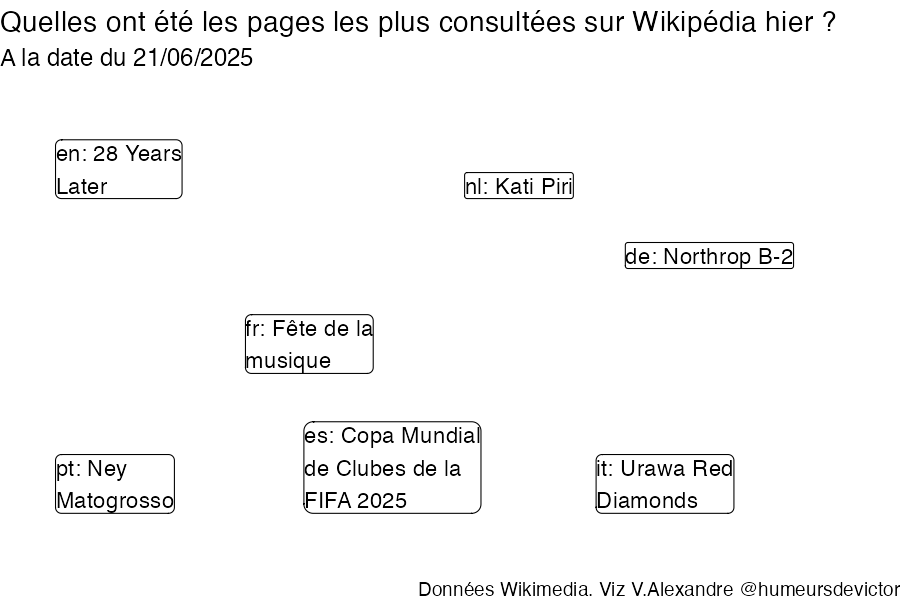 Quelles ont été les pages les plus consultées sur Wikipédia hier ?
A la date du 21/06/2025
en: 28 Years
Later
nl: Kati Piri
de: Northrop B-2
fr: Fête de la
musique
es: Copa Mundial
de Clubes de la
FIFA 2025
pt: Ney
Matogrosso
it: Urawa Red
Diamonds
Données Wikimedia. Viz V.Alexandre @humeursdevictor